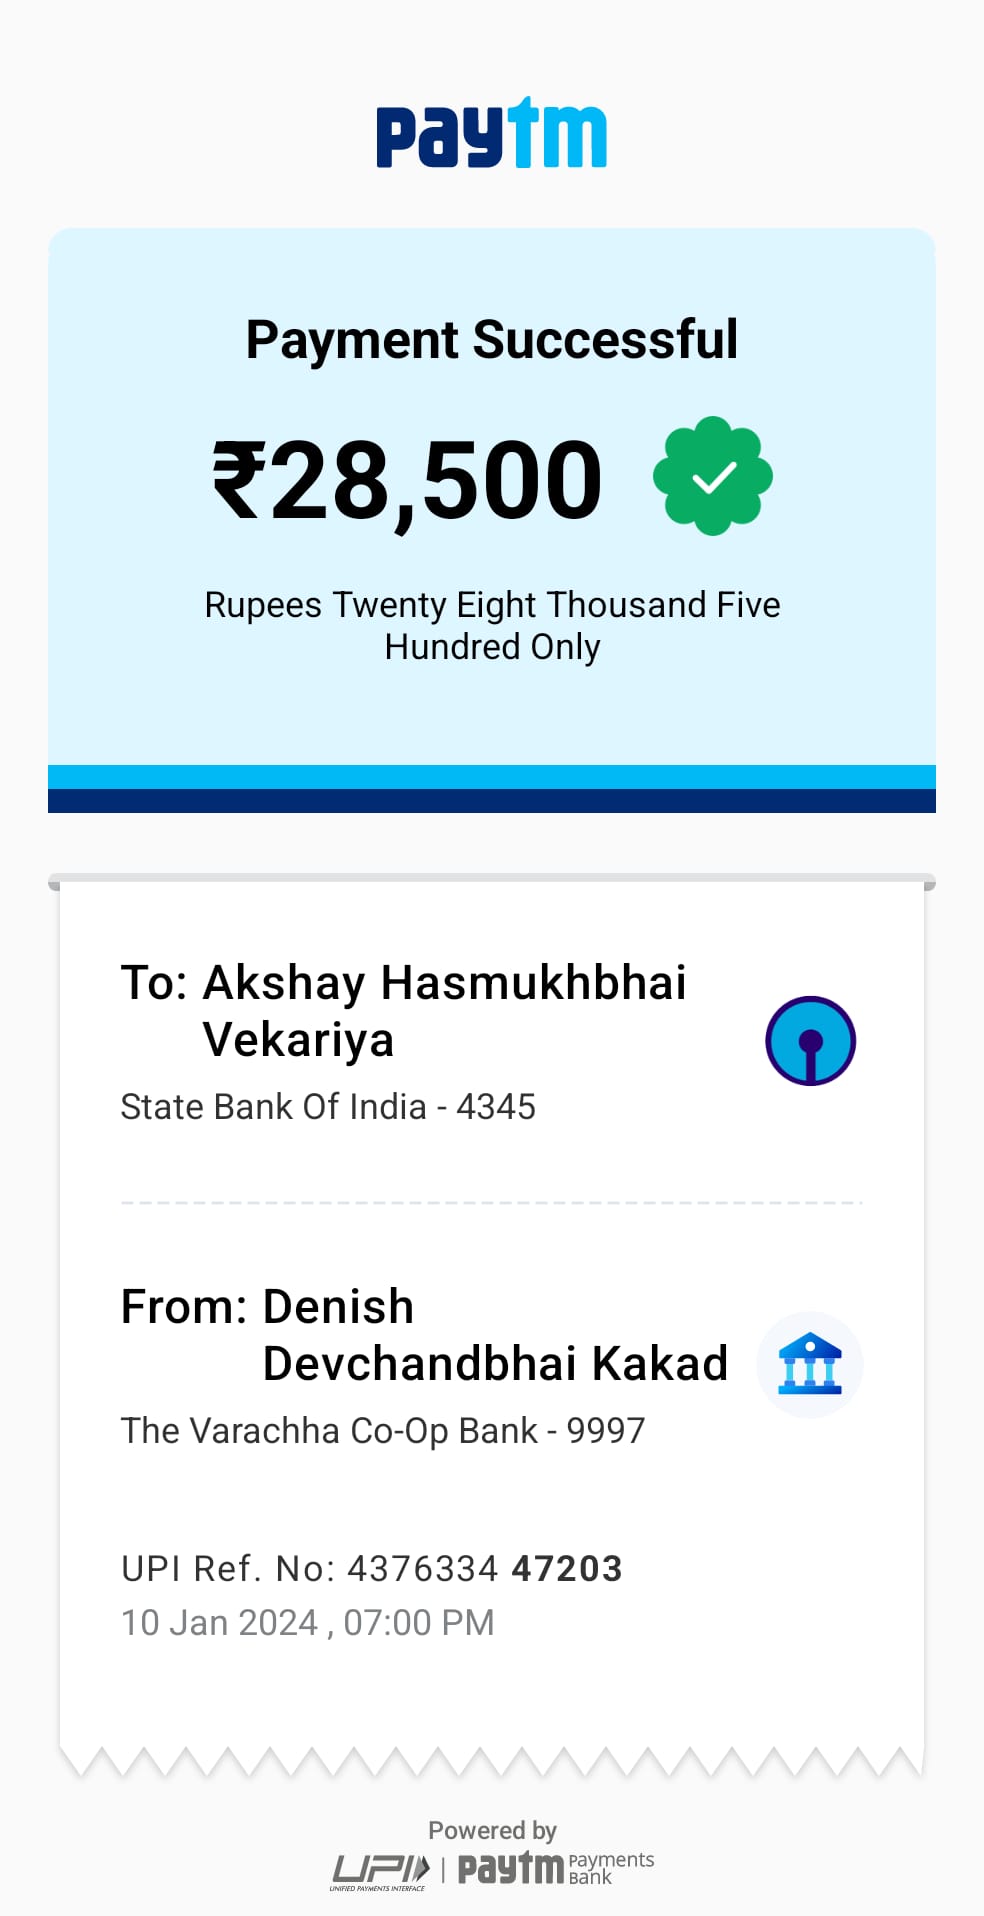 paytm
Payment Successful
₹28,500
Rupees Twenty Eight Thousand Five
Hundred Only
To: Akshay Hasmukhbhai
Vekariya
State Bank Of India - 4345
From: Denish
Devchandbhai Kakad
The Varachha Co-Op Bank - 9997
UPI Ref. No: 4376334 47203
10 Jan 2024 , 07:00 PM
Powered by
UPI | paytm Payments Bank
UNIFIED PAYMENTS INTERFACE